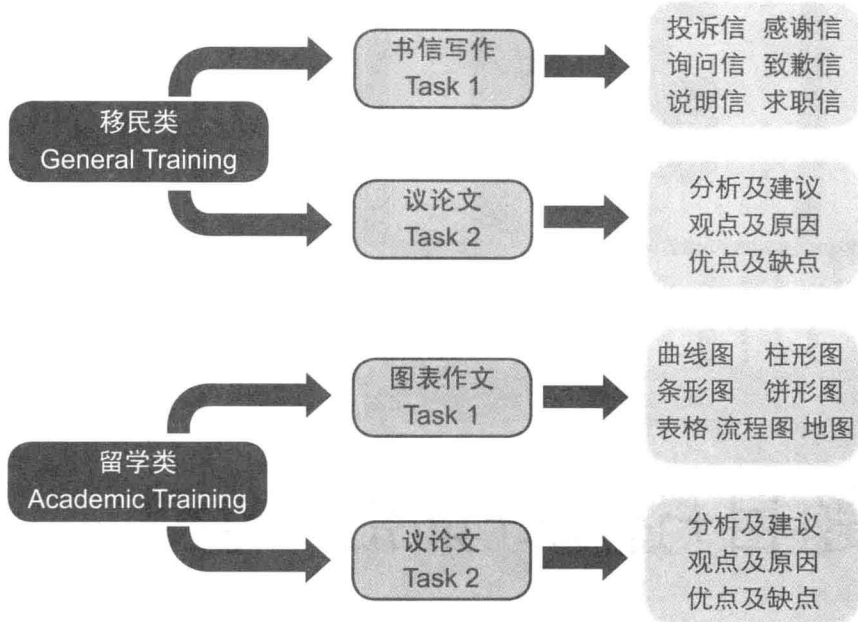 移民类
General Training
书信写作
Task 1
投诉信 感谢信
询问信 致歉信
说明信 求职信
议论文
Task 2
分析及建议
观点及原因
优点及缺点
留学类
Academic Training
图表作文
Task 1
曲线图 柱形图
条形图 饼形图
表格 流程图 地图
议论文
Task 2
分析及建议
观点及原因
优点及缺点